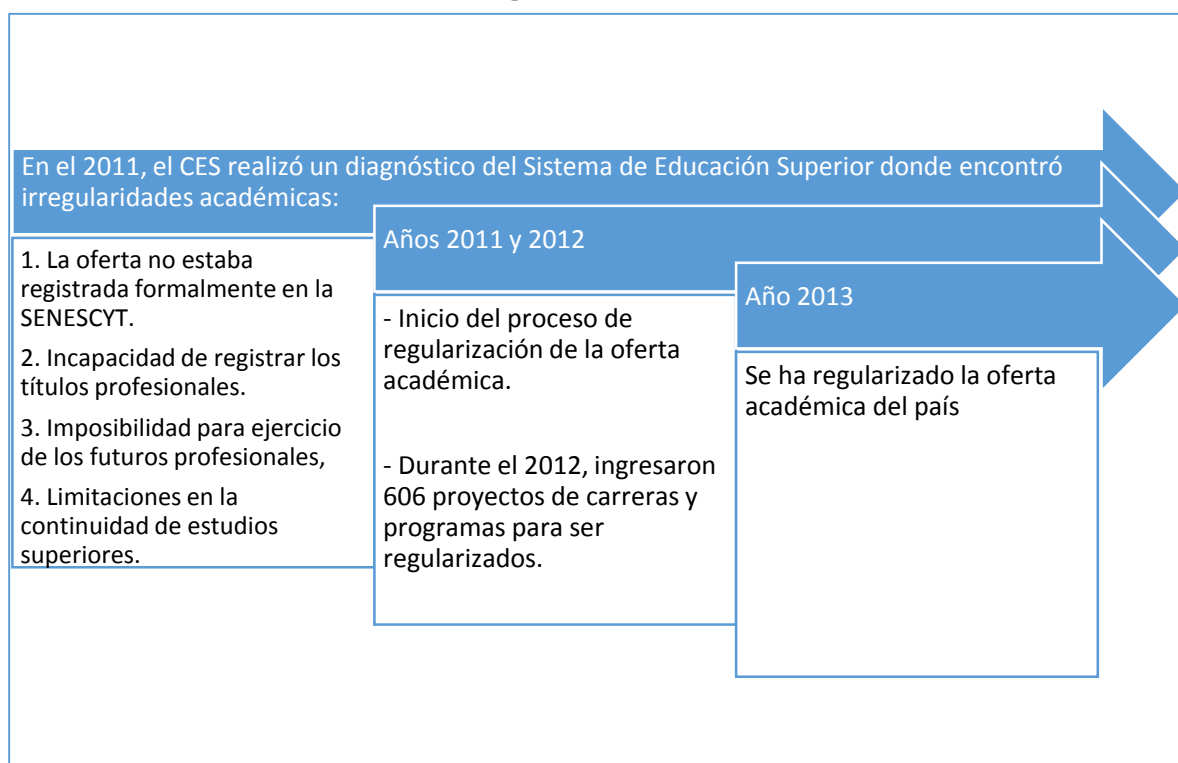 En el 2011, el CES realizó un diagnóstico del Sistema de Educación Superior donde encontró
irregularidades académicas:
1. La oferta no estaba
registrada formalmente en la
SENESCYT.
2. Incapacidad de registrar los
títulos profesionales.
3. Imposibilidad para ejercicio
de los futuros profesionales,
4. Limitaciones en la
continuidad de estudios
superiores.
Años 2011 y 2012
- Inicio del proceso de
regularización de la oferta
académica.
- Durante el 2012, ingresaron
606 proyectos de carreras y
programas para ser
regularizados.
Año 2013
Se ha regularizado la oferta
académica del país